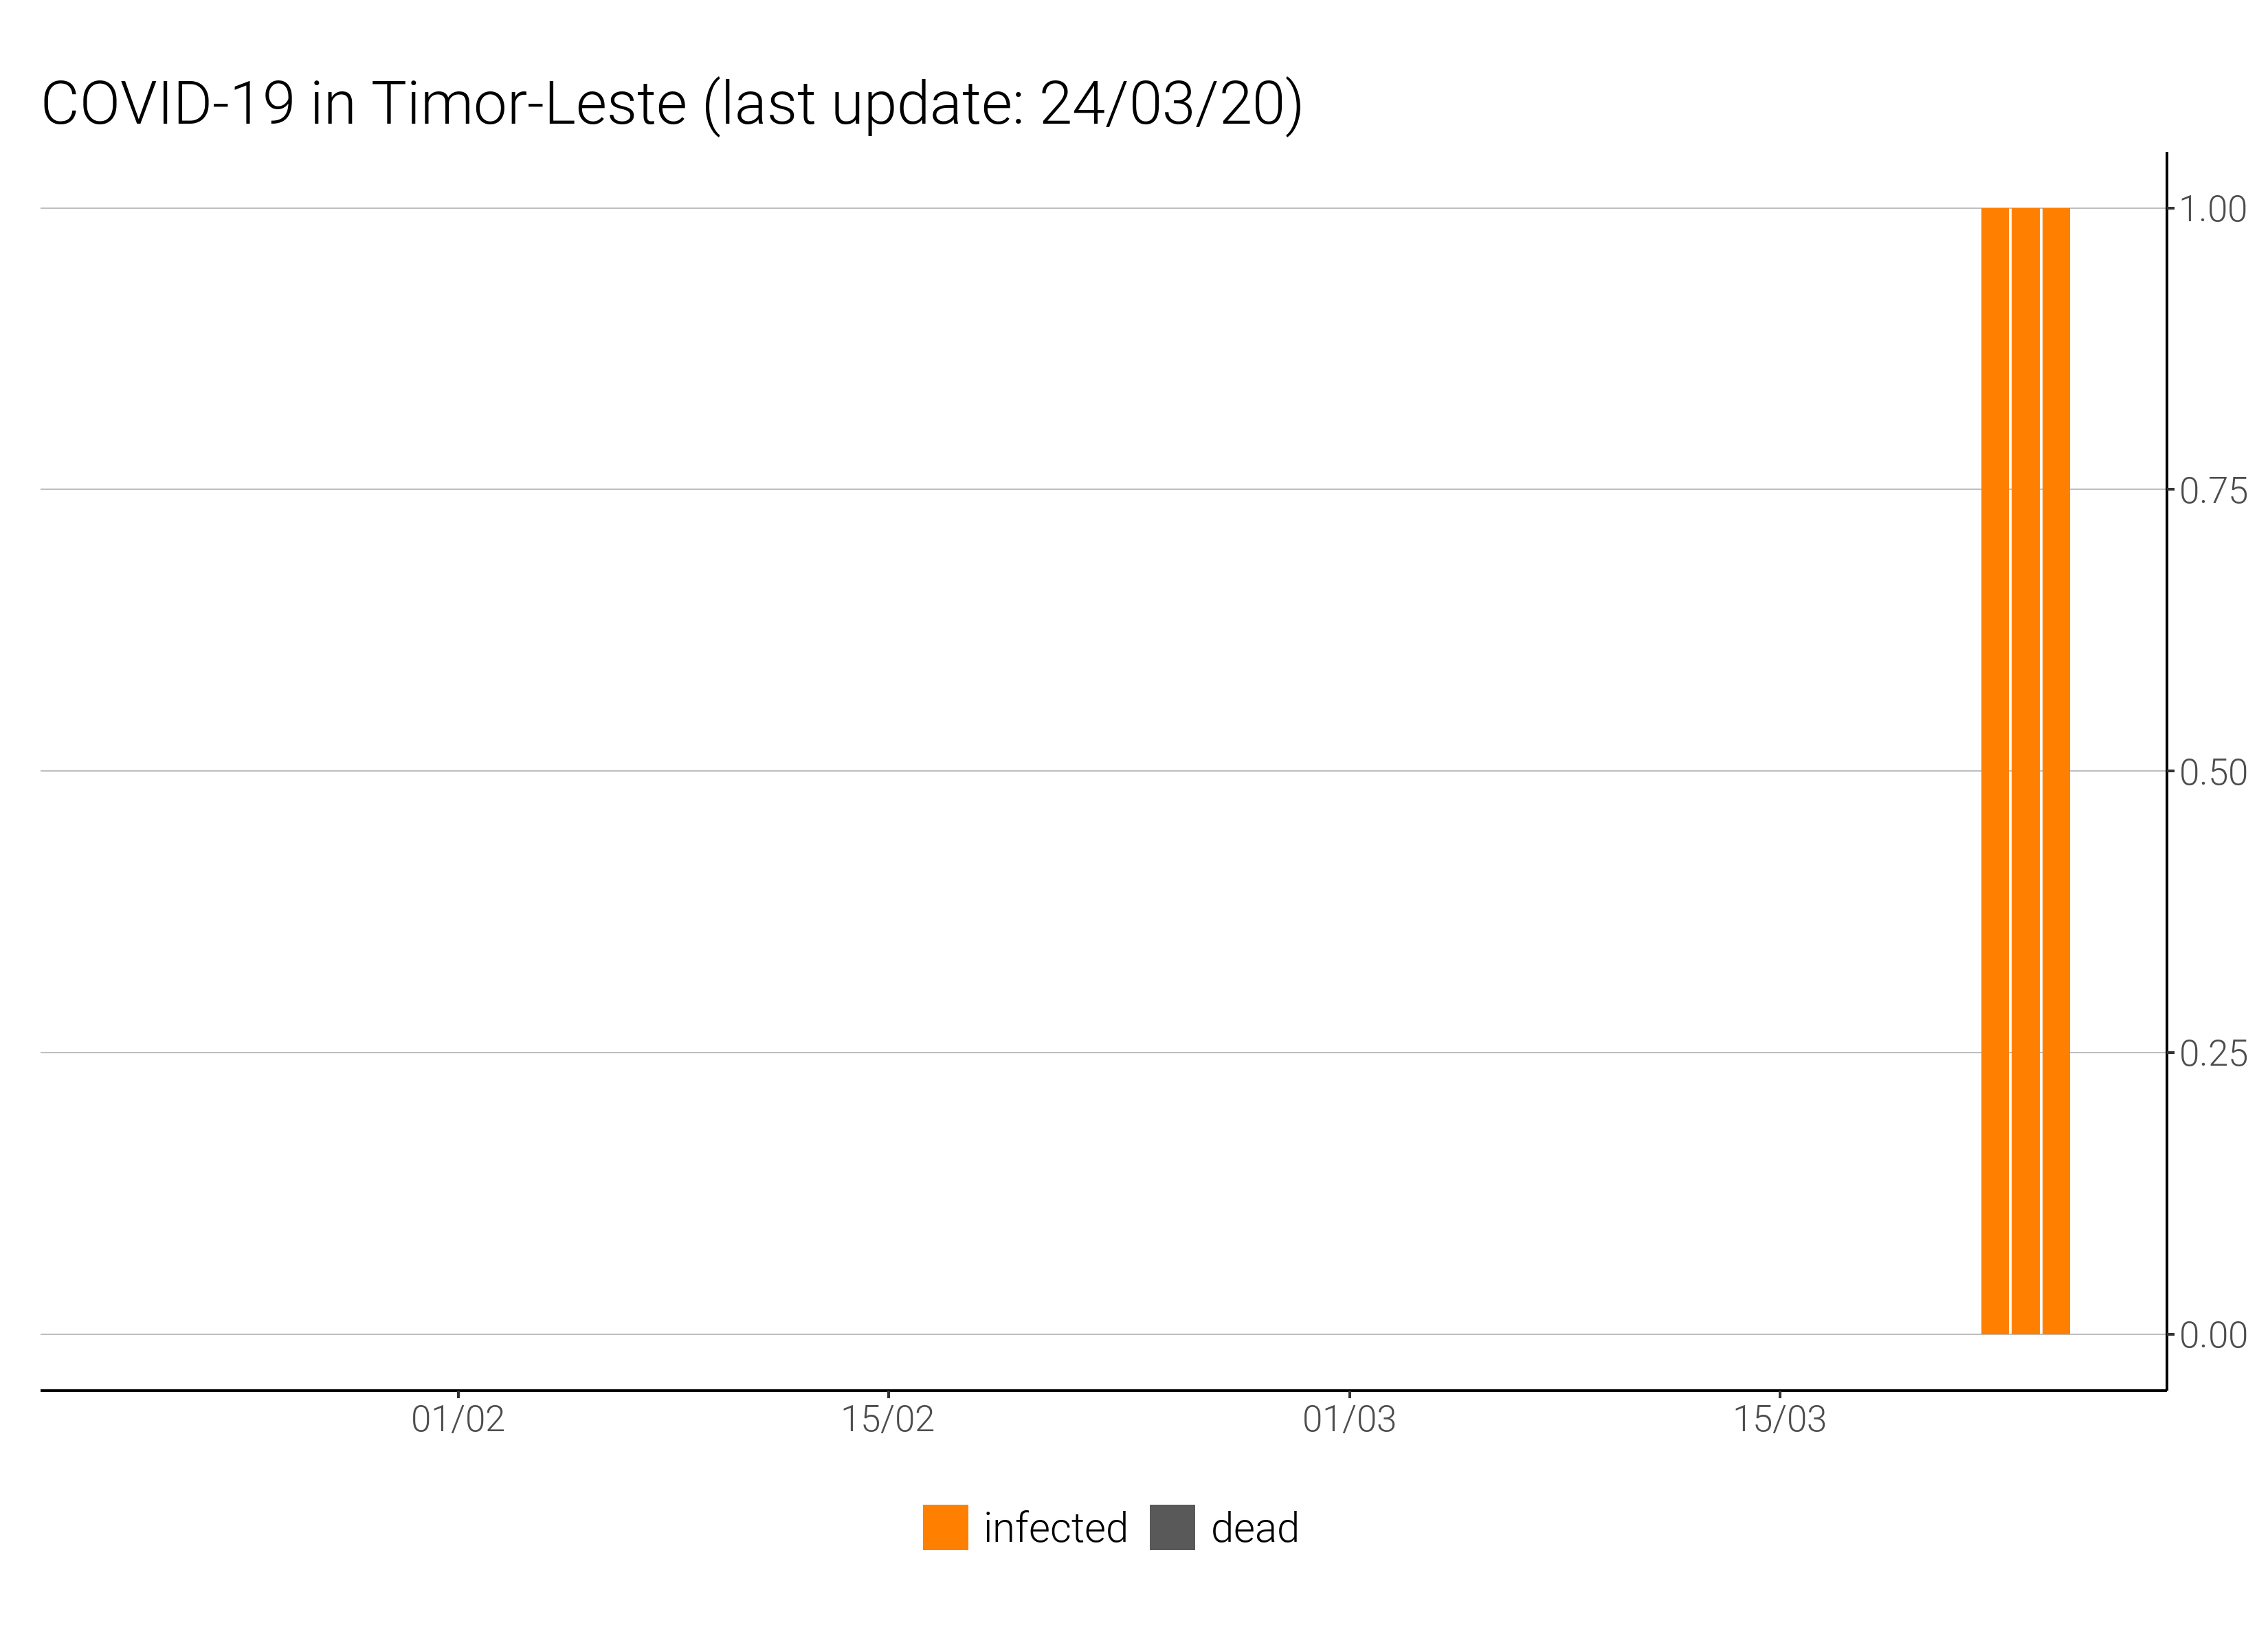 COVID-19 in Timor-Leste (last update: 24/03/20)
1.00
0.75
0.50
0.25
0.00
01/02 15/02 01/03 15/03
infected dead